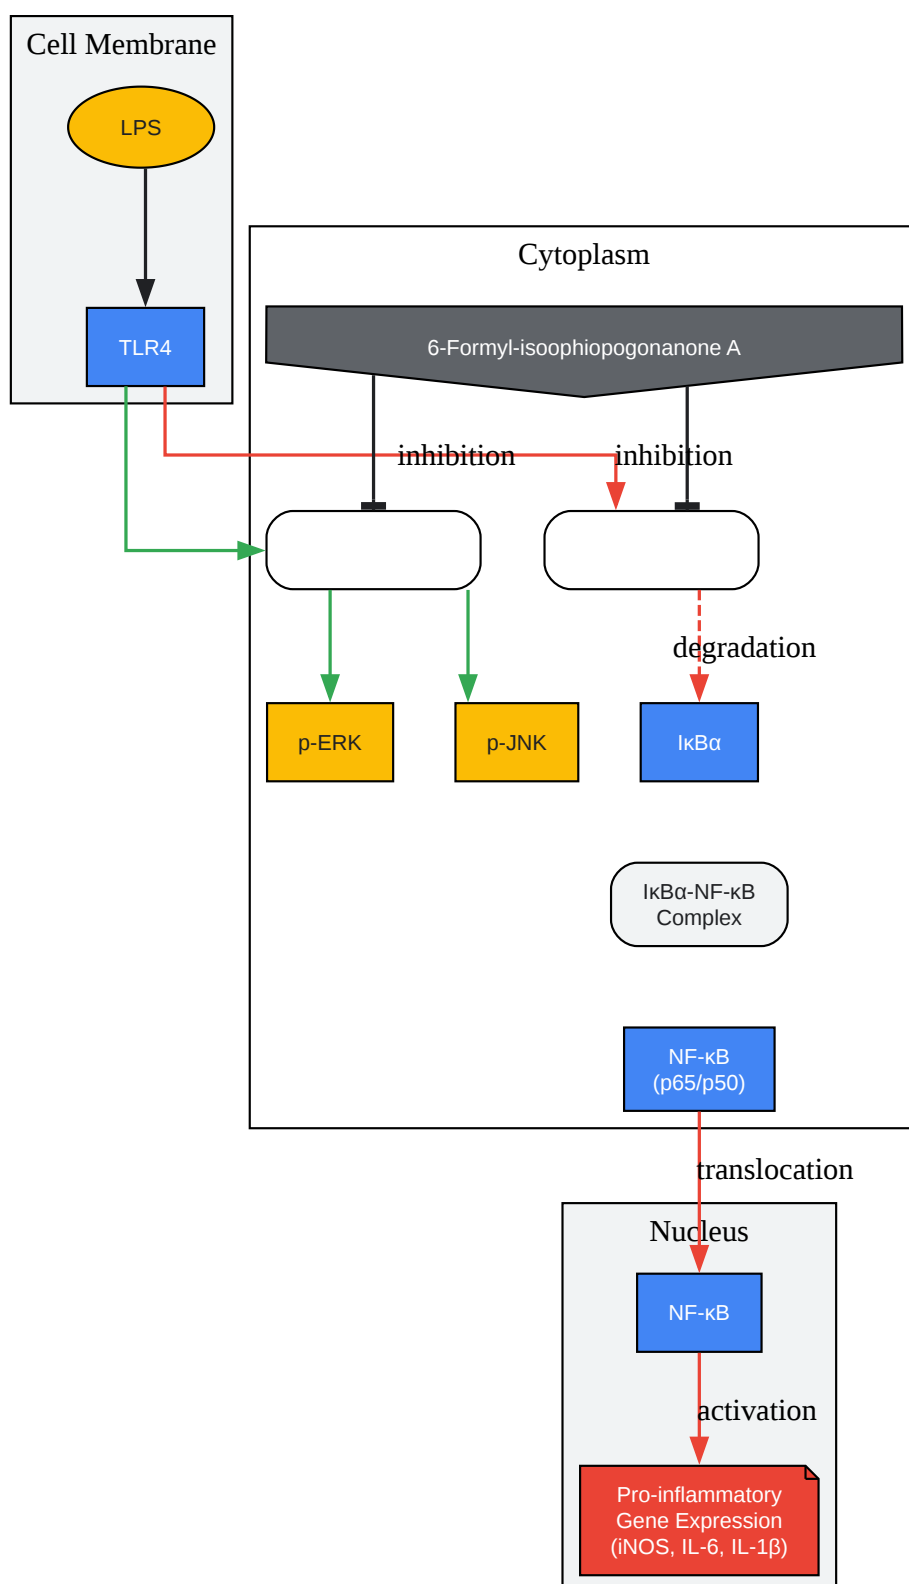 Cell Membrane
LPS
TLR4
Cytoplasm
6-Formyl-isoophiopogonanone A
inhibition
inhibition
degradation
p-ERK
p-JNK
IκBα
IκBα-NF-κB
Complex
NF-κB
(p65/p50)
translocation
Nucleus
NF-κB
activation
Pro-inflammatory
Gene Expression
(iNOS, IL-6, IL-1β)